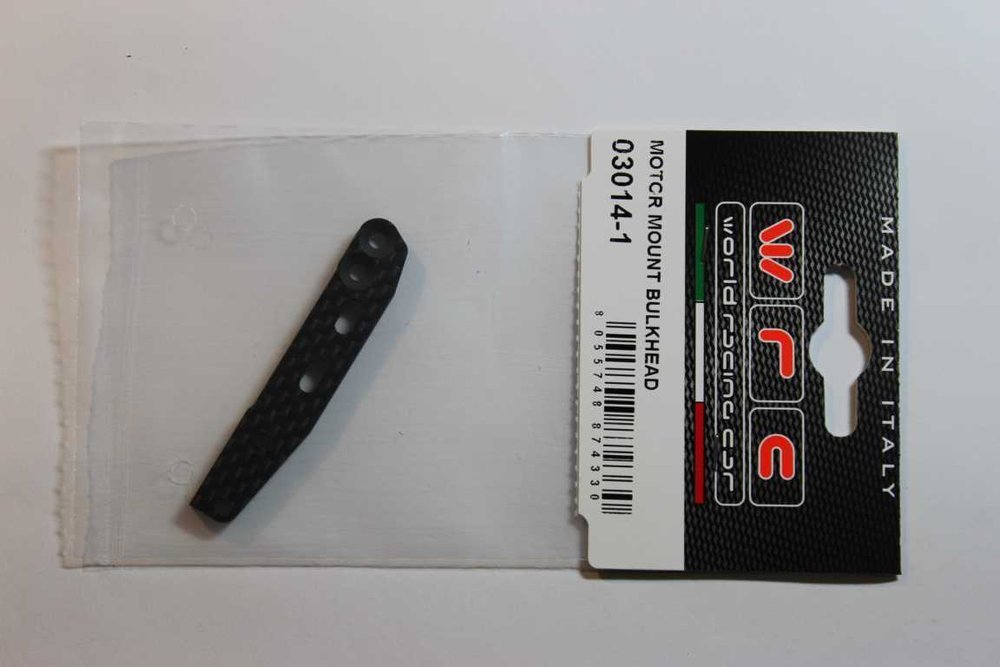 MADE IN ITALY
wrc
world racing car
MOTCR MOUNT BULKHEAD
03014-1
8 055748 874330